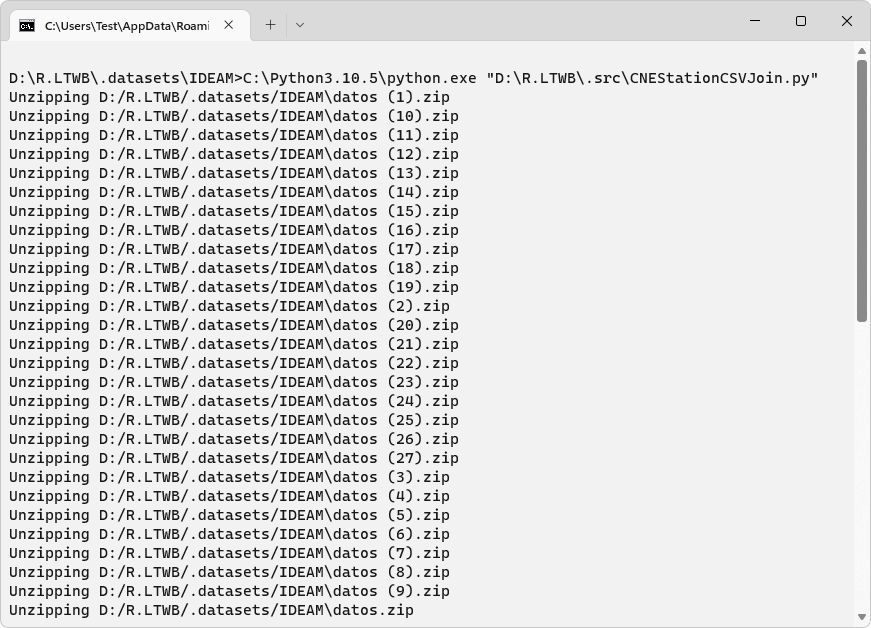 C:\Users\Test\AppData\Roami
D:\R.LTWB\.datasets\IDEAM>C:\Python3.10.5\python.exe "D:\R.LTWB\.src\CNEStationCSVJoin.py"
Unzipping D:/R.LTWB/.datasets/IDEAM\datos (1).zip
Unzipping D:/R.LTWB/.datasets/IDEAM\datos (10).zip
Unzipping D:/R.LTWB/.datasets/IDEAM\datos (11).zip
Unzipping D:/R.LTWB/.datasets/IDEAM\datos (12).zip
Unzipping D:/R.LTWB/.datasets/IDEAM\datos (13).zip
Unzipping D:/R.LTWB/.datasets/IDEAM\datos (14).zip
Unzipping D:/R.LTWB/.datasets/IDEAM\datos (15).zip
Unzipping D:/R.LTWB/.datasets/IDEAM\datos (16).zip
Unzipping D:/R.LTWB/.datasets/IDEAM\datos (17).zip
Unzipping D:/R.LTWB/.datasets/IDEAM\datos (18).zip
Unzipping D:/R.LTWB/.datasets/IDEAM\datos (19).zip
Unzipping D:/R.LTWB/.datasets/IDEAM\datos (2).zip
Unzipping D:/R.LTWB/.datasets/IDEAM\datos (20).zip
Unzipping D:/R.LTWB/.datasets/IDEAM\datos (21).zip
Unzipping D:/R.LTWB/.datasets/IDEAM\datos (22).zip
Unzipping D:/R.LTWB/.datasets/IDEAM\datos (23).zip
Unzipping D:/R.LTWB/.datasets/IDEAM\datos (24).zip
Unzipping D:/R.LTWB/.datasets/IDEAM\datos (25).zip
Unzipping D:/R.LTWB/.datasets/IDEAM\datos (26).zip
Unzipping D:/R.LTWB/.datasets/IDEAM\datos (27).zip
Unzipping D:/R.LTWB/.datasets/IDEAM\datos (3).zip
Unzipping D:/R.LTWB/.datasets/IDEAM\datos (4).zip
Unzipping D:/R.LTWB/.datasets/IDEAM\datos (5).zip
Unzipping D:/R.LTWB/.datasets/IDEAM\datos (6).zip
Unzipping D:/R.LTWB/.datasets/IDEAM\datos (7).zip
Unzipping D:/R.LTWB/.datasets/IDEAM\datos (8).zip
Unzipping D:/R.LTWB/.datasets/IDEAM\datos (9).zip
Unzipping D:/R.LTWB/.datasets/IDEAM\datos.zip